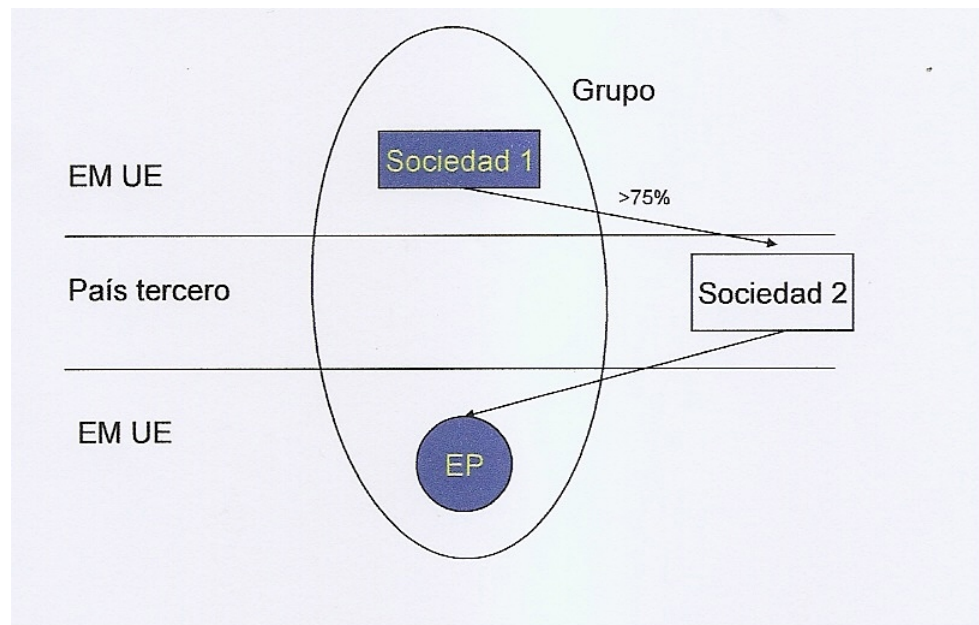 Grupo
Sociedad 1
EM UE
>75%
País tercero
Sociedad 2
EM UE
EP